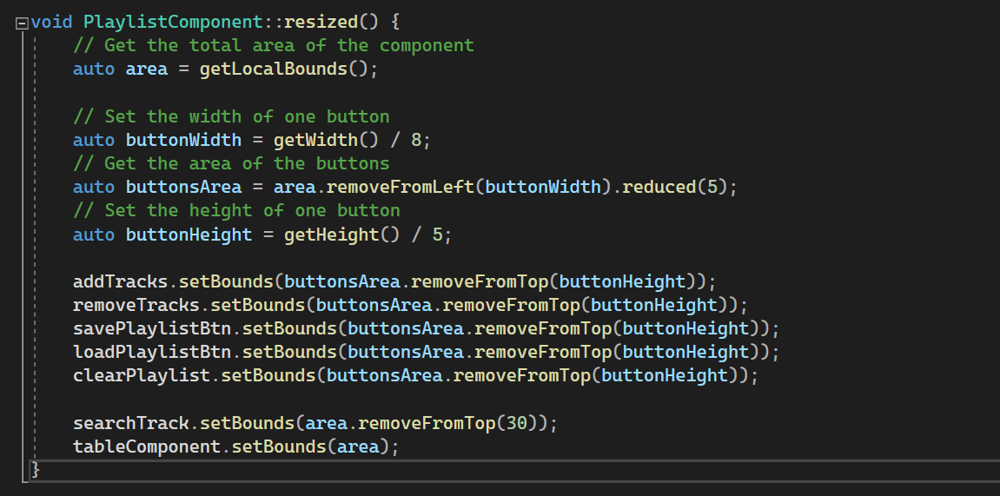 void PlaylistComponent::resized() {
    // Get the total area of the component
    auto area = getLocalBounds();

    // Set the width of one button
    auto buttonWidth = getWidth() / 8;
    // Get the area of the buttons
    auto buttonsArea = area.removeFromLeft(buttonWidth).reduced(5);
    // Set the height of one button
    auto buttonHeight = getHeight() / 5;

    addTracks.setBounds(buttonsArea.removeFromTop(buttonHeight));
    removeTracks.setBounds(buttonsArea.removeFromTop(buttonHeight));
    savePlaylistBtn.setBounds(buttonsArea.removeFromTop(buttonHeight));
    loadPlaylistBtn.setBounds(buttonsArea.removeFromTop(buttonHeight));
    clearPlaylist.setBounds(buttonsArea.removeFromTop(buttonHeight));

    searchTrack.setBounds(area.removeFromTop(30));
    tableComponent.setBounds(area);
}